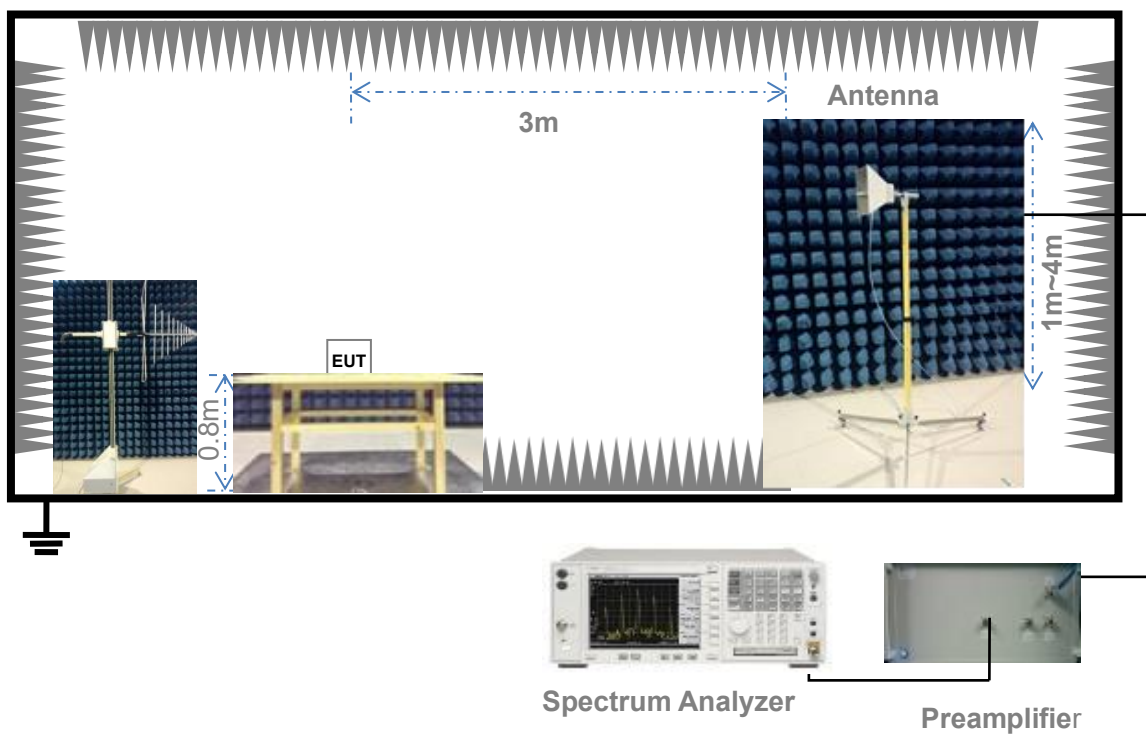 Antenna
3m
1m~4m
EUT
0.8m
Spectrum Analyzer
Preamplifier